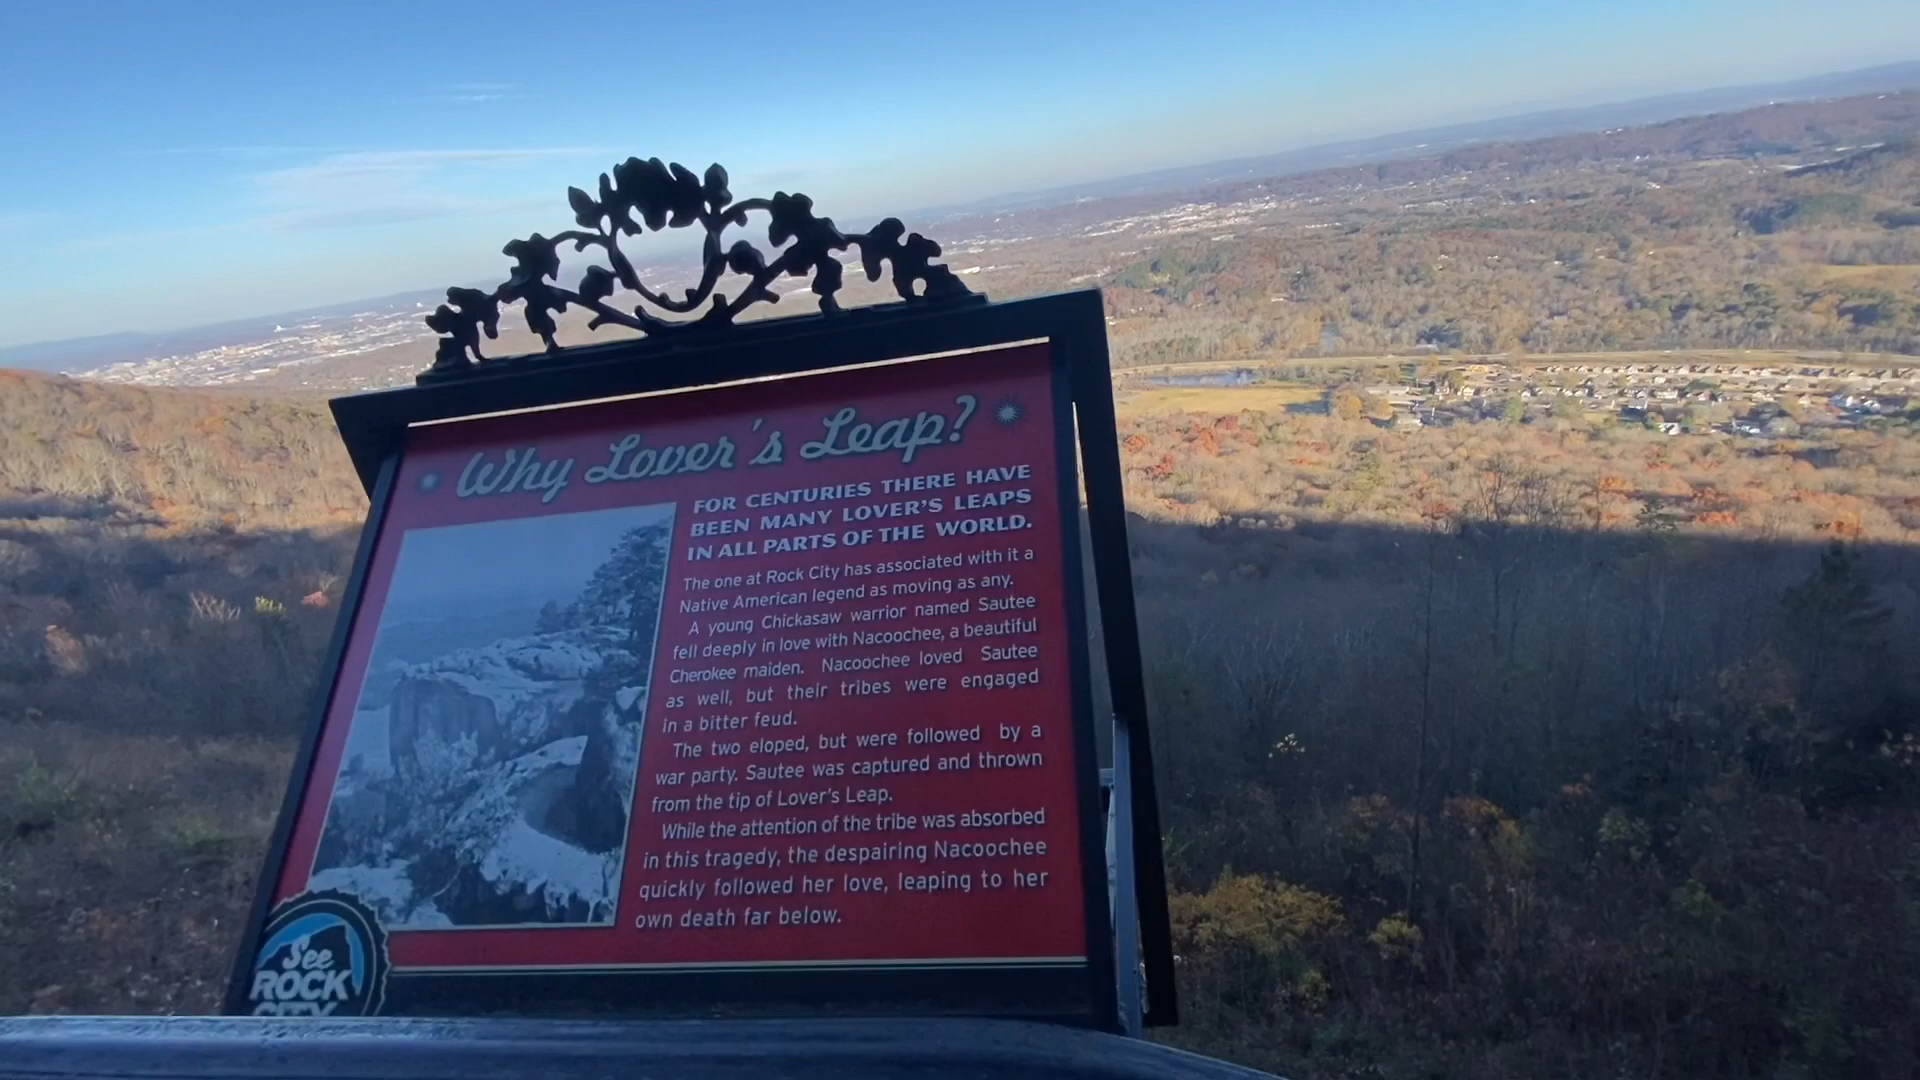 Why Lover's Leap?
FOR CENTURIES THERE HAVE
BEEN MANY LOVER'S LEAPS
IN ALL PARTS OF THE WORLD.
The one at Rock City has associated with it a
Native American legend as moving as any.
A young Chickasaw warrior named Sautee
fell deeply in love with Nacoochee, a beautiful
Cherokee maiden. Nacoochee loved Sautee
as well, but their tribes were engaged
in a bitter feud.
The two eloped, but were followed by a
war party. Sautee was captured and thrown
from the tip of Lover's Leap.
While the attention of the tribe was absorbed
in this tragedy, the despairing Nacoochee
quickly followed her love, leaping to her
own death far below.
See
ROCK
CITY